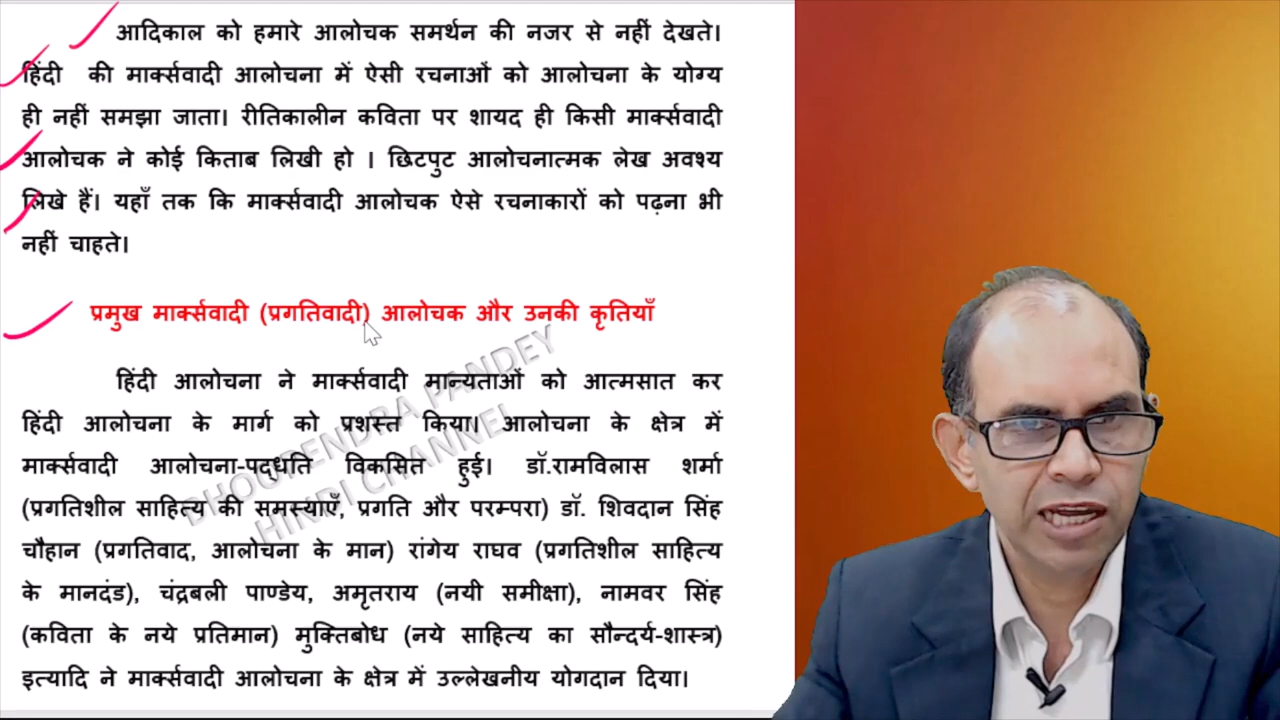 आदिकाल को हमारे आलोचक समर्थन की नजर से नहीं देखते।
हिंदी की मार्क्सवादी आलोचना में ऐसी रचनाओं को आलोचना के योग्य
ही नहीं समझा जाता। रीतिकालीन कविता पर शायद ही किसी मार्क्सवादी
आलोचक ने कोई किताब लिखी हो । छिटपुट आलोचनात्मक लेख अवश्य
लिखे हैं। यहाँ तक कि मार्क्सवादी आलोचक ऐसे रचनाकारों को पढ़ना भी
नहीं चाहते।
प्रमुख मार्क्सवादी (प्रगतिवादी) आलोचक और उनकी कृतियाँ
हिंदी आलोचना ने मार्क्सवादी मान्यताओं को आत्मसात कर
हिंदी आलोचना के मार्ग को प्रशस्त किया। आलोचना के क्षेत्र में
मार्क्सवादी आलोचना-पद्धति विकसित हुई। डॉ.रामविलास शर्मा
(प्रगतिशील साहित्य की समस्याएँ, प्रगति और परम्परा) डॉ. शिवदान सिंह
चौहान (प्रगतिवाद, आलोचना के मान) रांगेय राघव (प्रगतिशील साहित्य
के मानदंड), चंद्रबली पाण्डेय, अमृतराय (नयी समीक्षा), नामवर सिंह
(कविता के नये प्रतिमान) मुक्तिबोध (नये साहित्य का सौन्दर्य-शास्त्र)
इत्यादि ने मार्क्सवादी आलोचना के क्षेत्र में उल्लेखनीय योगदान दिया।
DHOGRENDRA PANDEY
HINDI CHANNEL